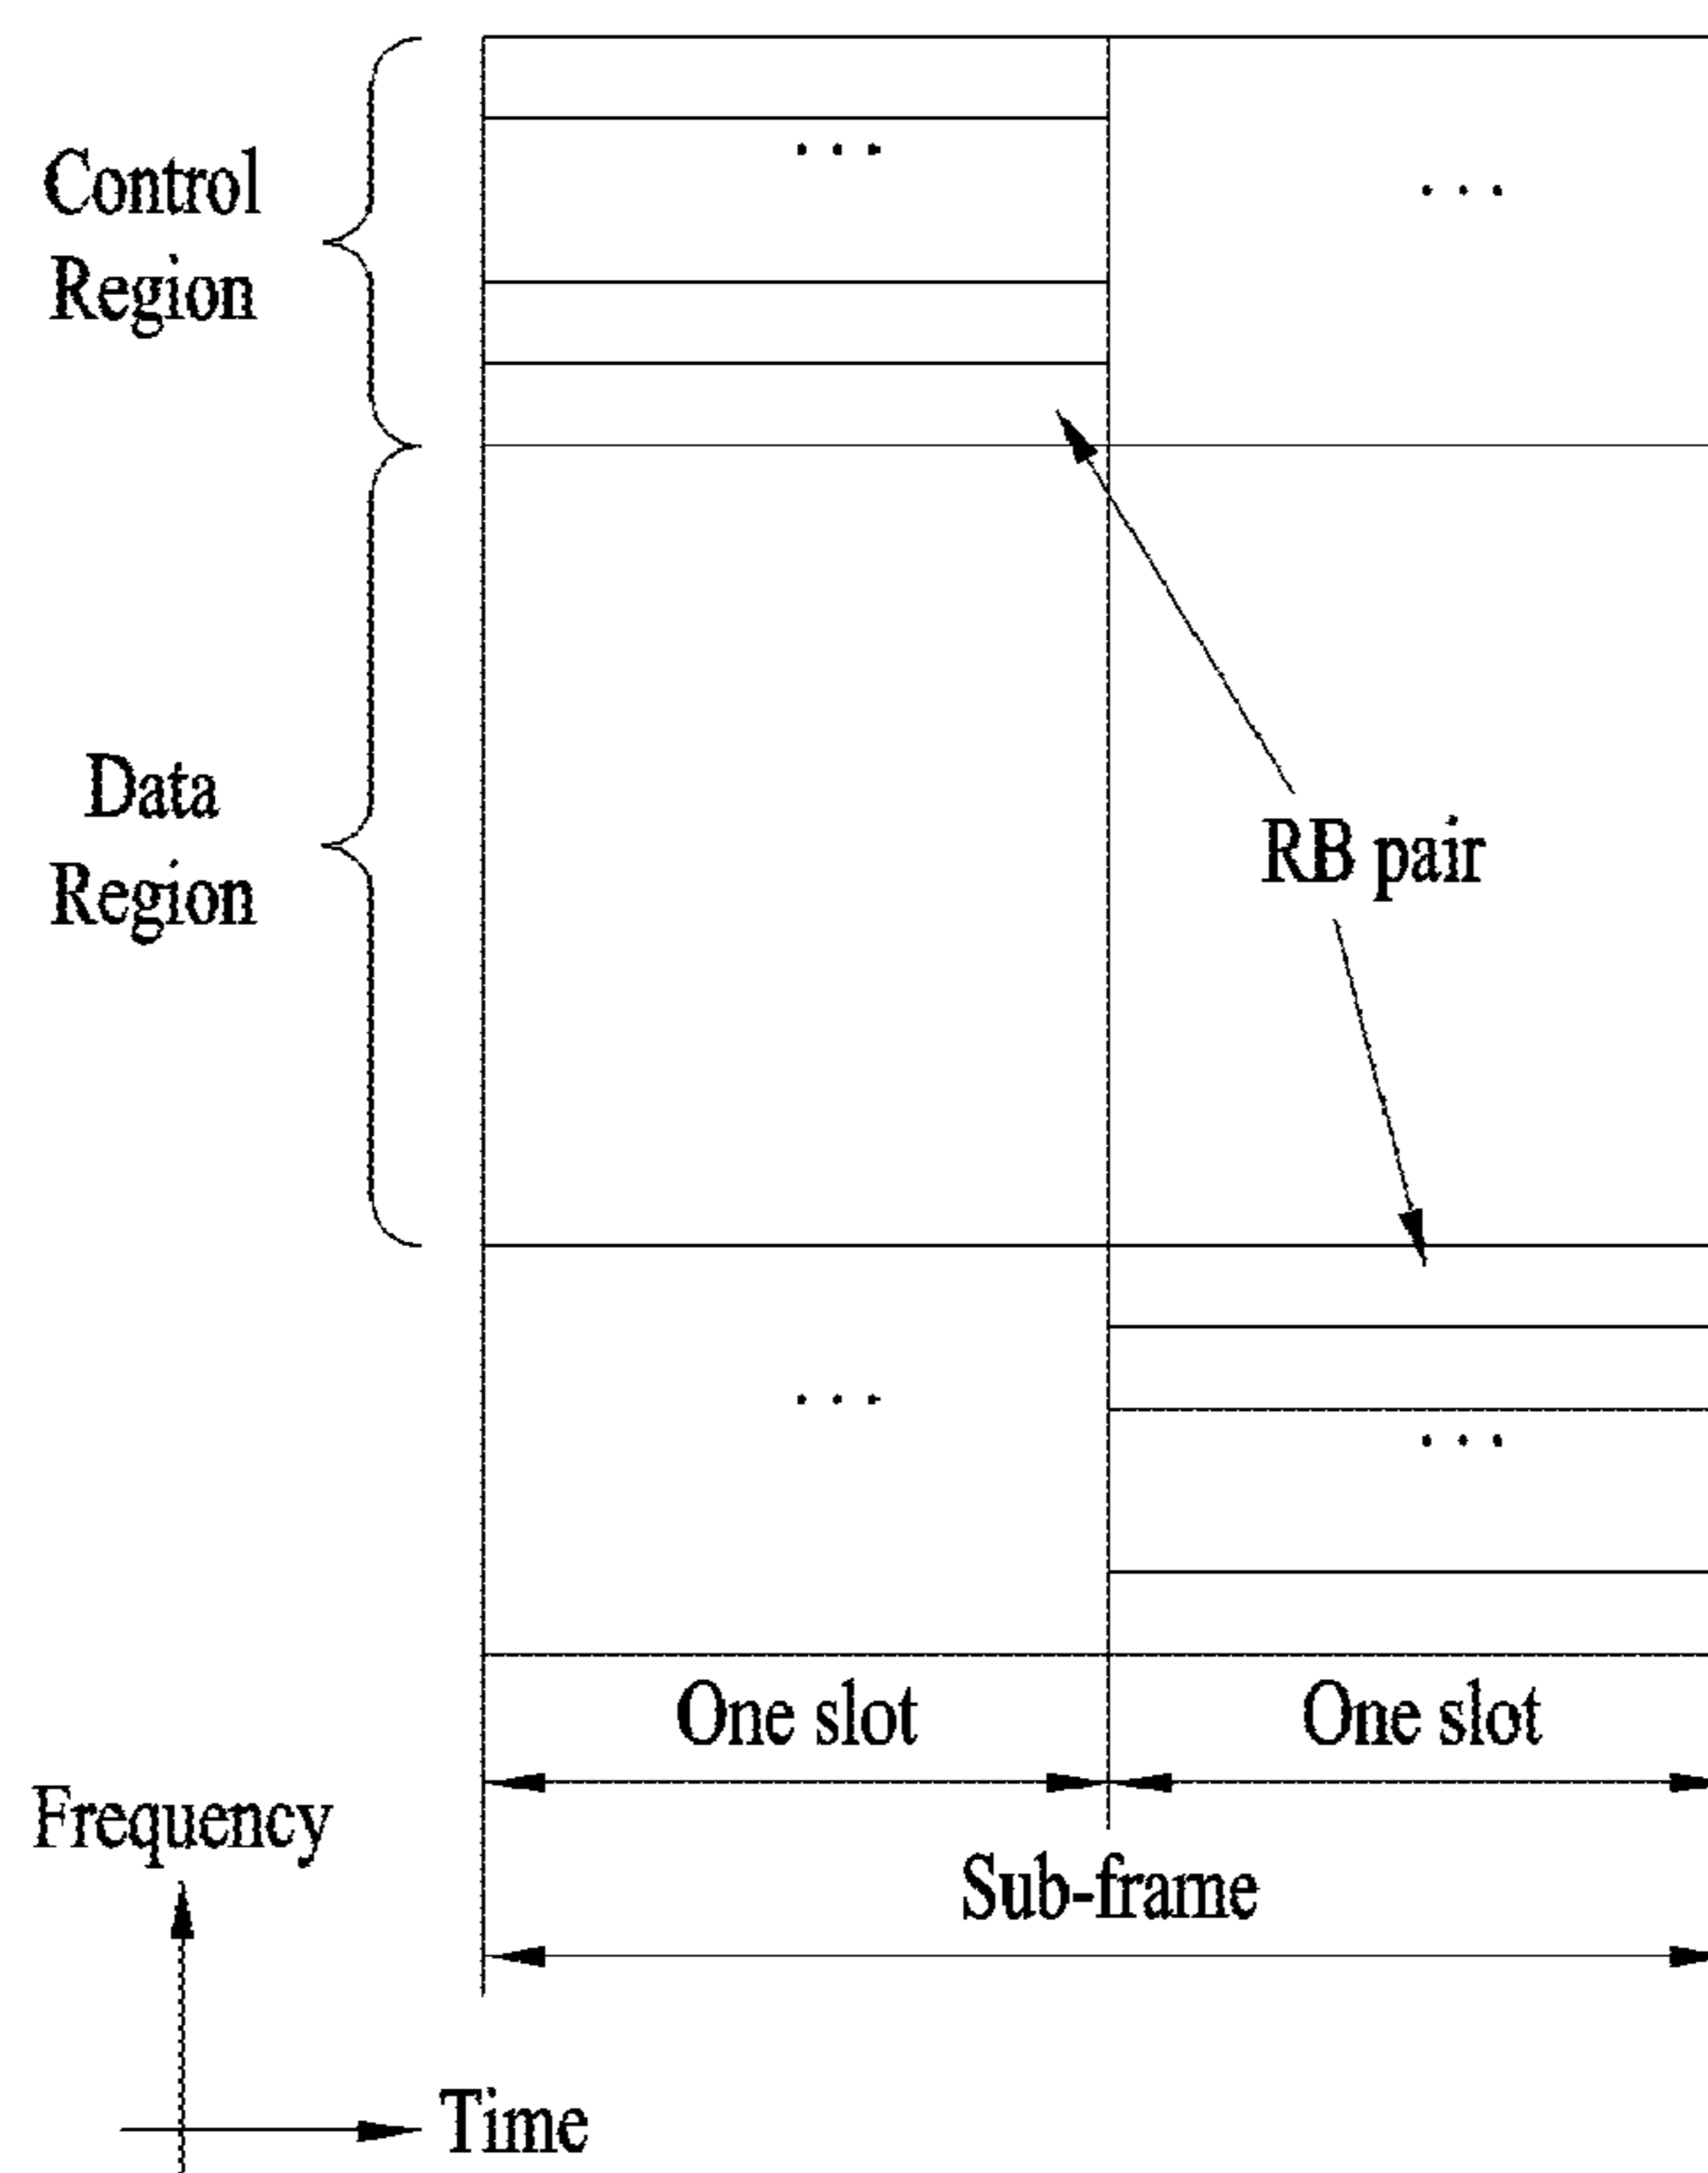 Control
Region
Data
Region
RB pair
One slot
One slot
Sub-frame
Frequency
Time